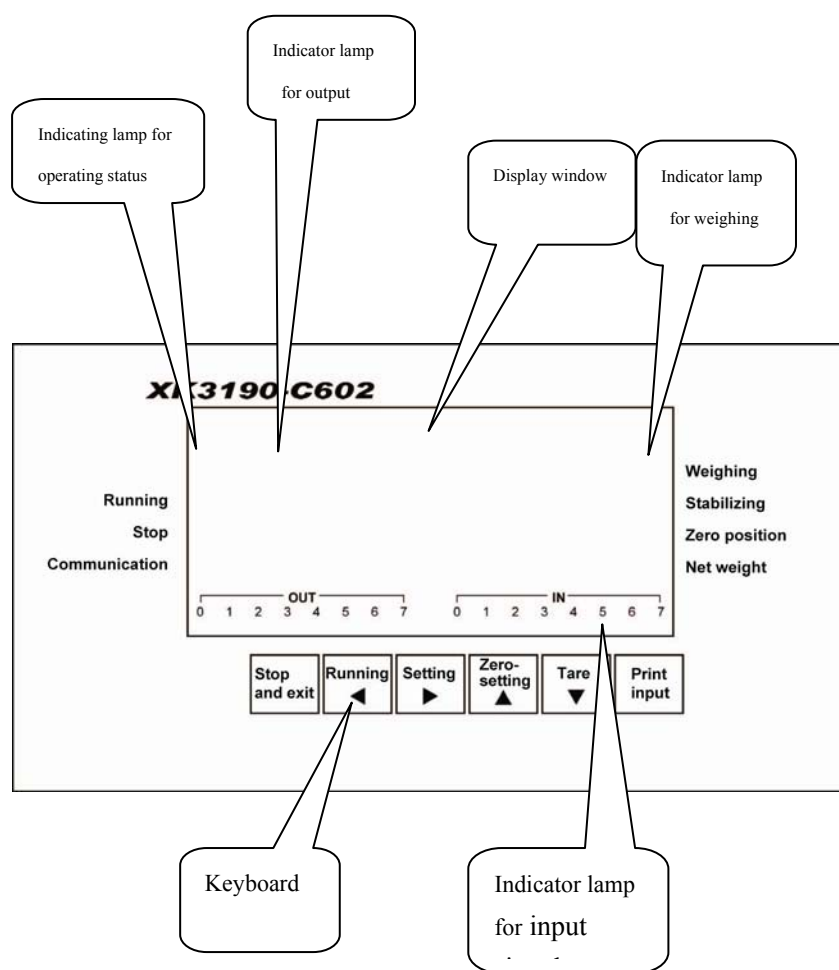 Indicator lamp
for output
Indicating lamp for
operating status
Display window
Indicator lamp
for weighing
XK3190-C602
Running
Stop
Communication
Weighing
Stabilizing
Zero position
Net weight
OUT
0 1 2 3 4 5 6 7
IN
0 1 2 3 4 5 6 7
Stop
and exit
Running
◀
Setting
▶
Zero-
setting
▲
Tare
▼
Print
input
Keyboard
Indicator lamp
for input